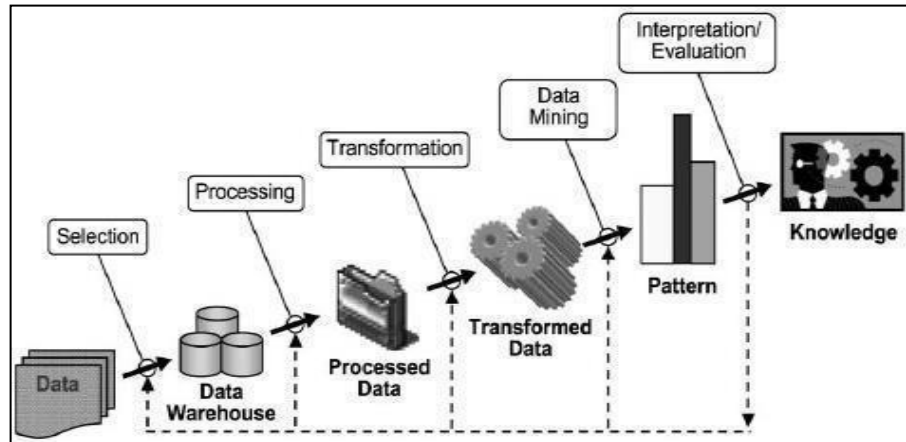 Interpretation/
Evaluation
Data
Mining
Transformation
Processing
Selection
Knowledge
Pattern
Transformed
Data
Processed
Data
Data
Warehouse
Data